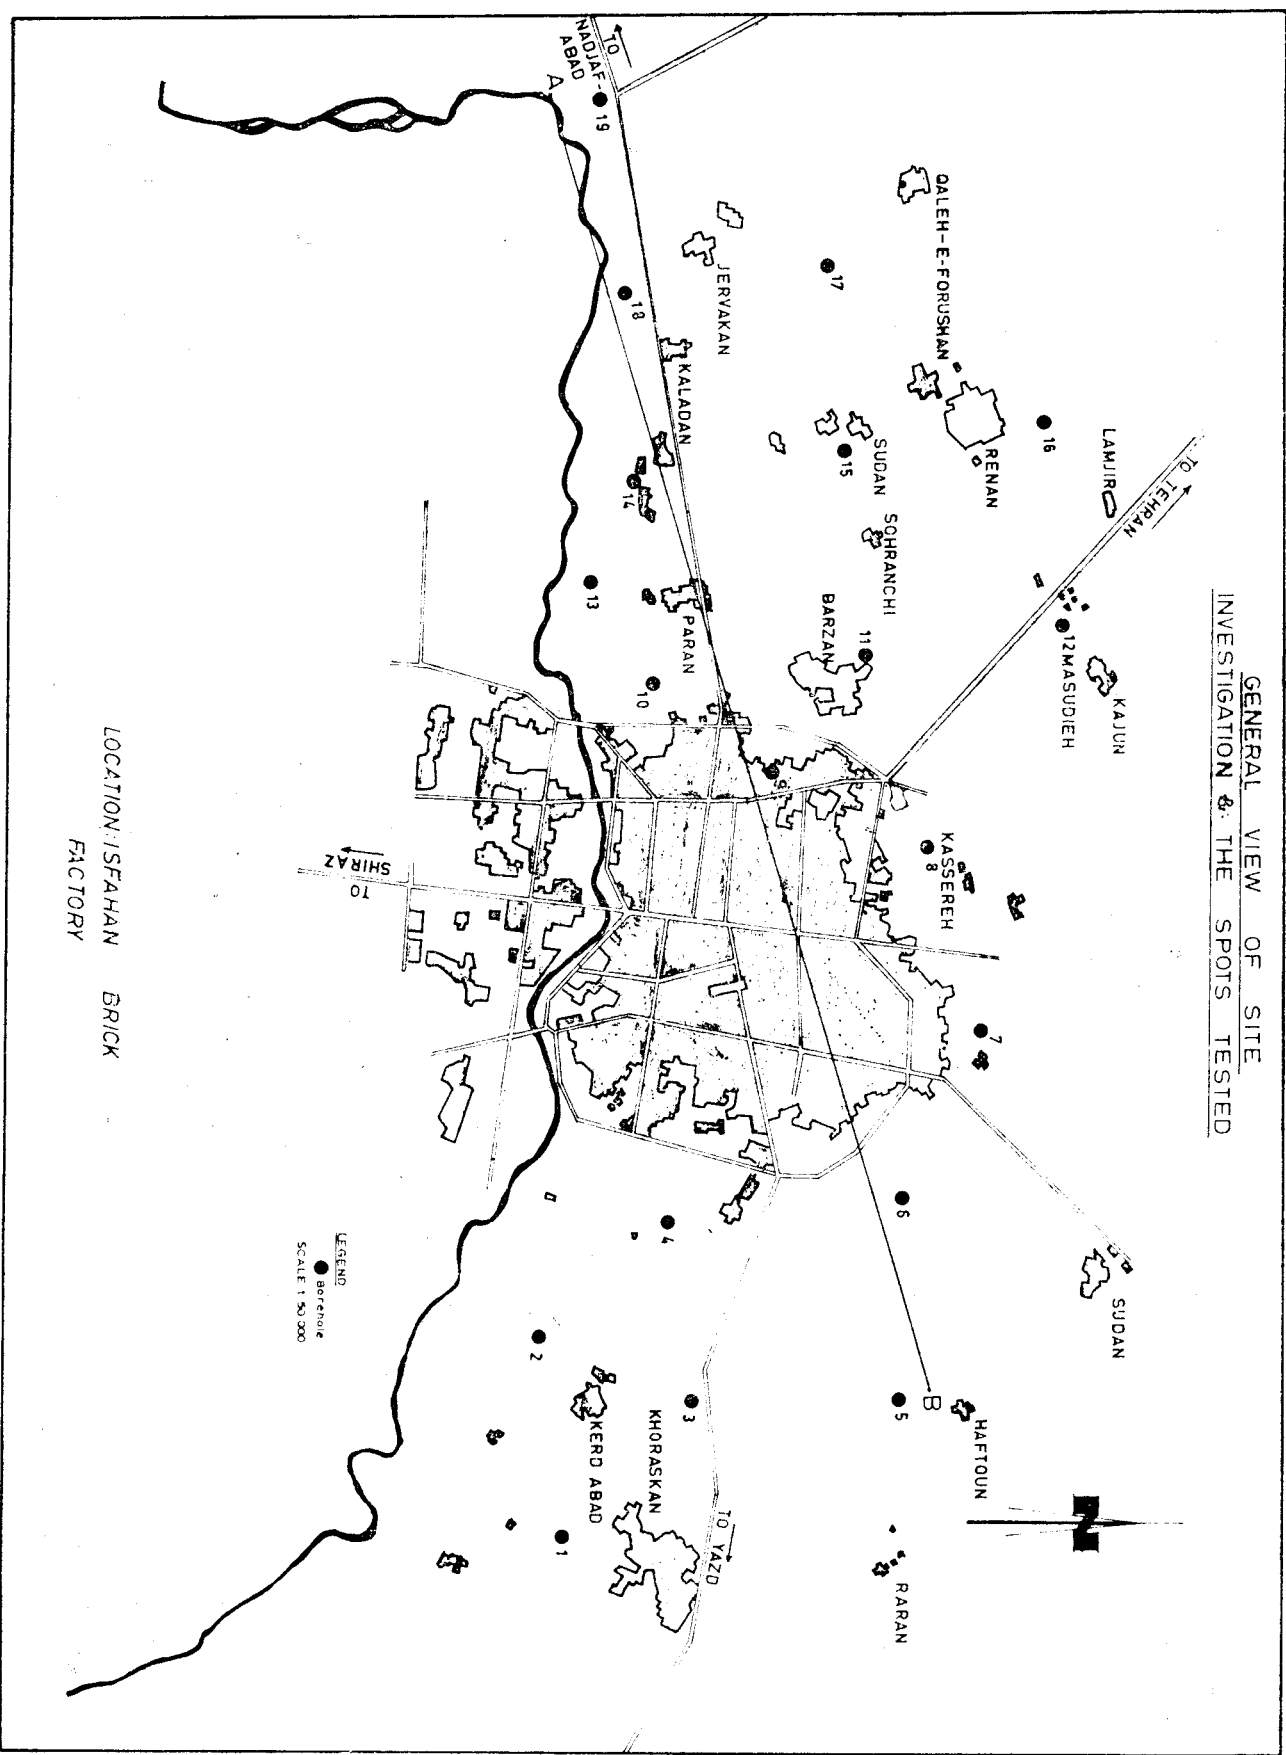 GENERAL VIEW OF SITE
INVESTIGATION & THE SPOTS TESTED
TO TEHRAN
LAMJIR
KAJUN
12 MASUDIEH
16
RENAN
QALEH-E-FORUSHAN
SUDAN
15
SOHRANCHI
BARZAN
11
17
JERVAKAN
KALADAN
18
TO
NADJAF-
ABAD
19
A
14
13
PARAN
10
9
KASSEREH
8
7
SUDAN
6
HAFTOUN
B
5
N
RARAN
TO YAZD
3
KHORASKAN
4
KERD ABAD
2
1
TO
SHIRAZ
LEGEND
Borehole
SCALE 1 50 000
LOCATION: ISFAHAN BRICK
FACTORY